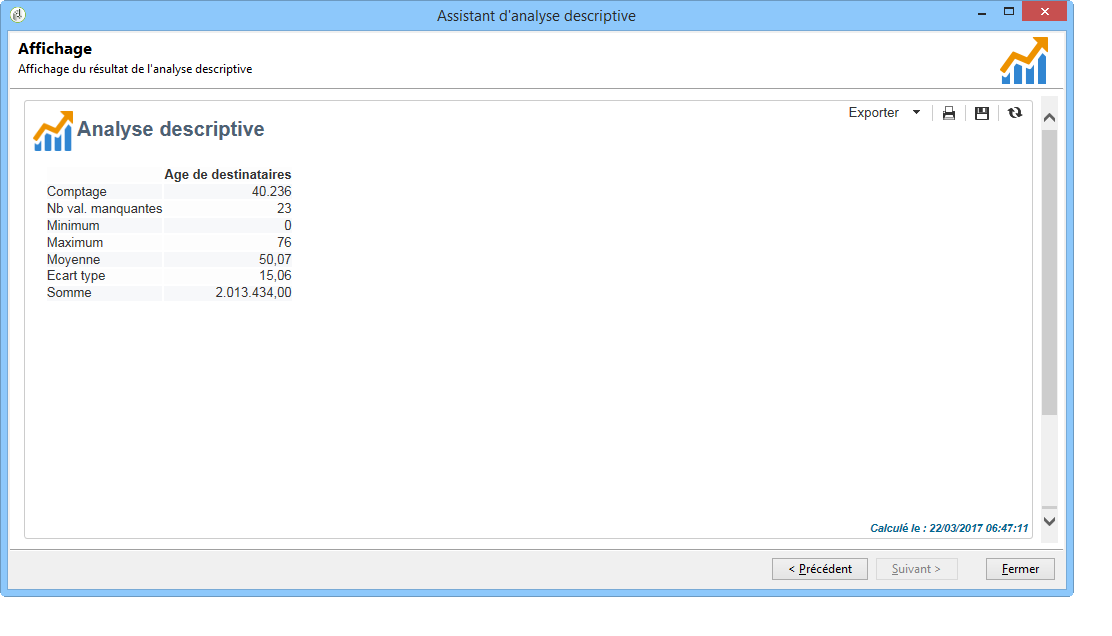 Assistant d'analyse descriptive
Affichage
Affichage du résultat de l'analyse descriptive
Exporter
Analyse descriptive
Age de destinataires
Comptage 40.236
Nb val. manquantes 23
Minimum 0
Maximum 76
Moyenne 50,07
Ecart type 15,06
Somme 2.013.434,00
Calculé le : 22/03/2017 06:47:11
< Précédent Suivant > Fermer